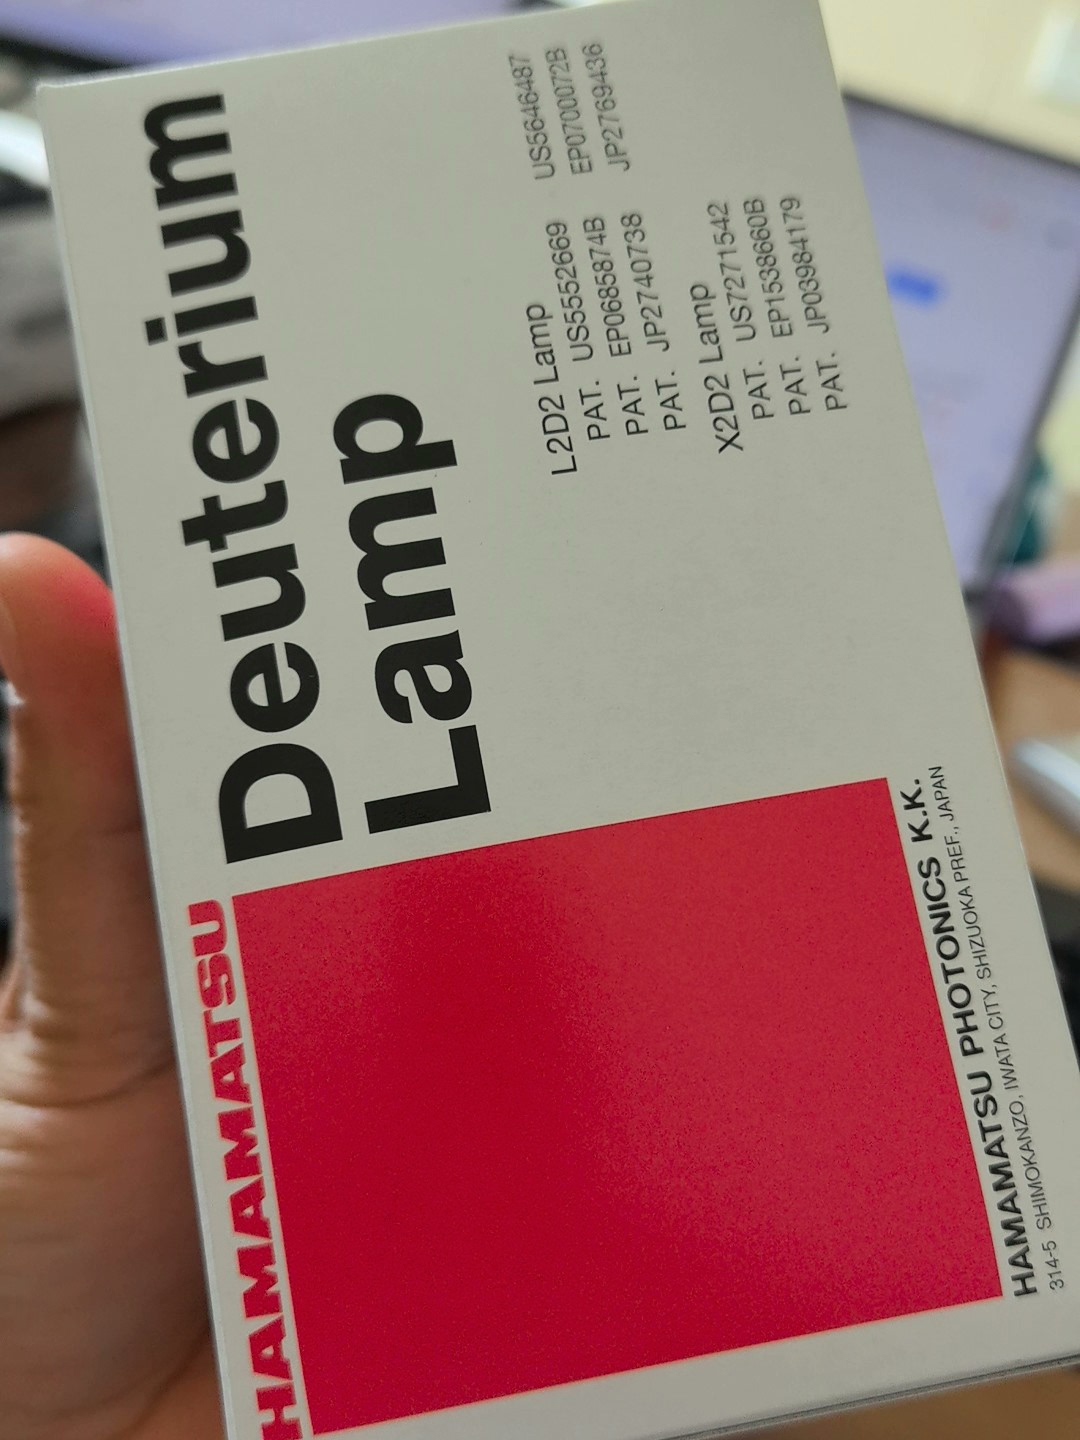 HAMAMATSU
Deuterium
Lamp
L2D2 Lamp
PAT. US5552669 US5646487
PAT. EP0685874B EP0700072B
PAT. JP2740738 JP2769436
X2D2 Lamp
PAT. US7271542
PAT. EP1538660B
PAT. JP03984179
HAMAMATSU PHOTONICS K.K.
314-5 SHIMOKANZO, IWATA CITY, SHIZUOKA PREF., JAPAN